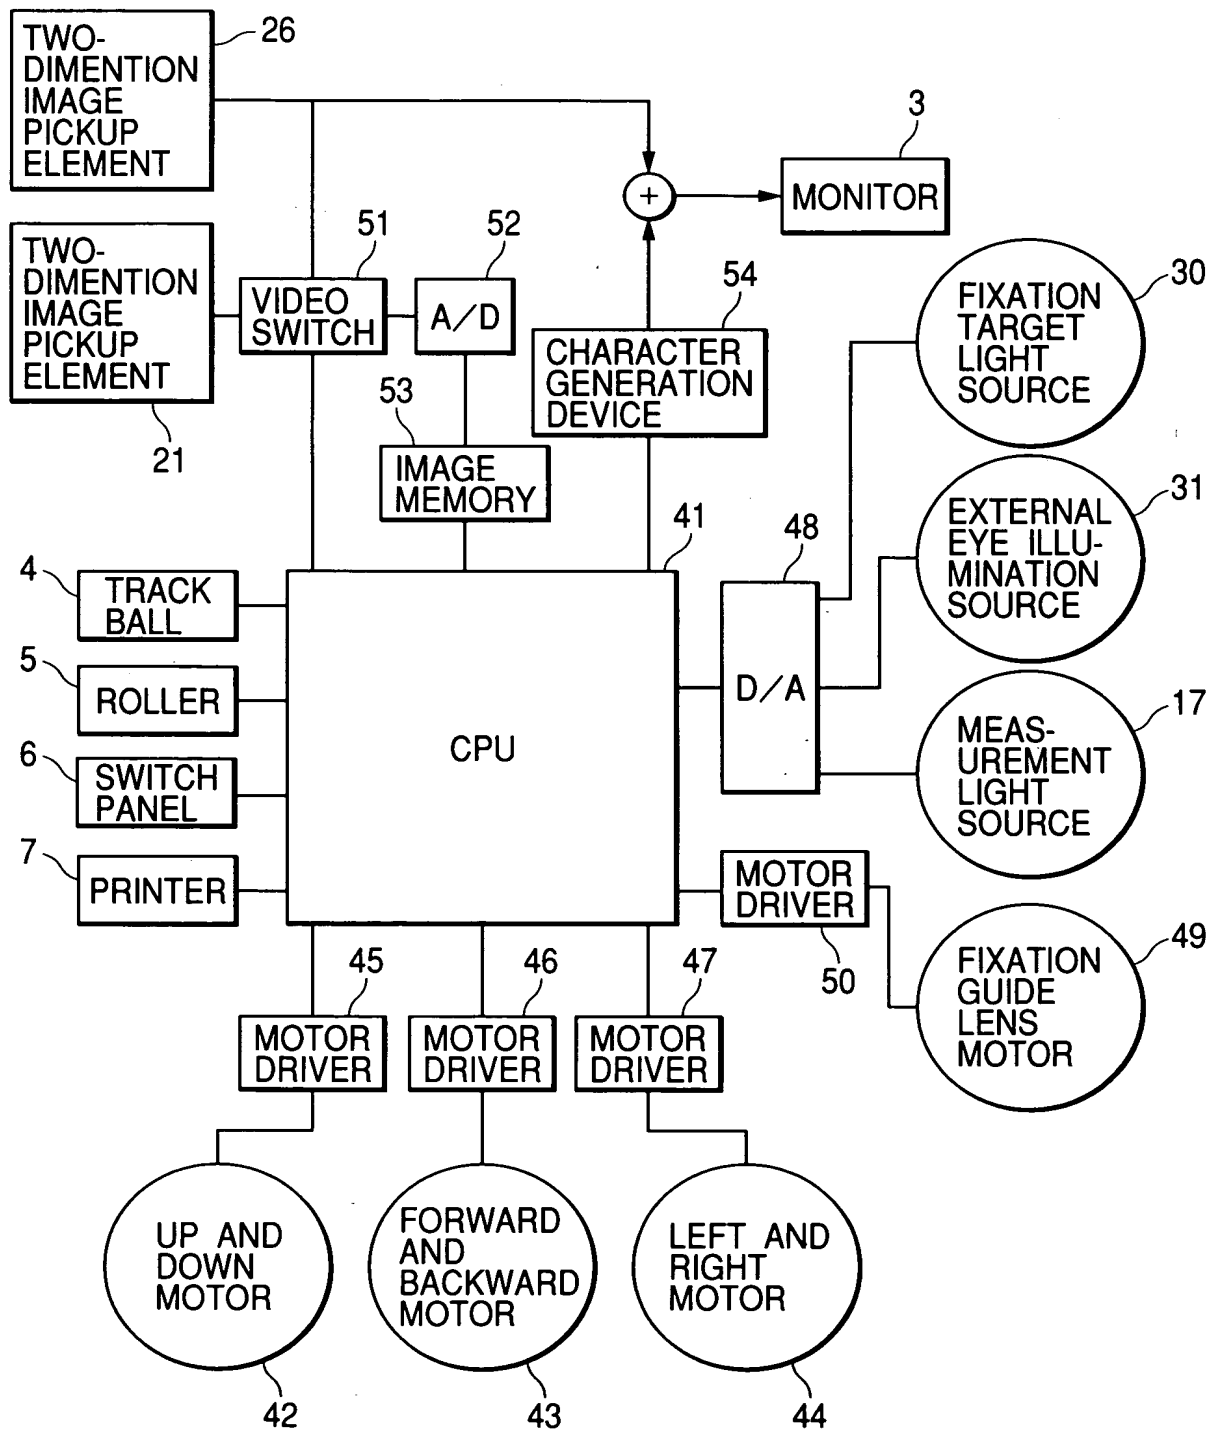 TWO-
DIMENTION
IMAGE
PICKUP
ELEMENT
26
3
MONITOR
+
TWO-
DIMENTION
IMAGE
PICKUP
ELEMENT
21
51
VIDEO
SWITCH
52
A/D
54
CHARACTER
GENERATION
DEVICE
53
IMAGE
MEMORY
30
FIXATION
TARGET
LIGHT
SOURCE
31
EXTERNAL
EYE ILLU-
MINATION
SOURCE
41
CPU
48
D/A
4
TRACK
BALL
5
ROLLER
6
SWITCH
PANEL
7
PRINTER
17
MEAS-
UREMENT
LIGHT
SOURCE
MOTOR
DRIVER
50
49
FIXATION
GUIDE
LENS
MOTOR
45
MOTOR
DRIVER
46
MOTOR
DRIVER
47
MOTOR
DRIVER
UP AND
DOWN
MOTOR
42
FORWARD
AND
BACKWARD
MOTOR
43
LEFT AND
RIGHT
MOTOR
44